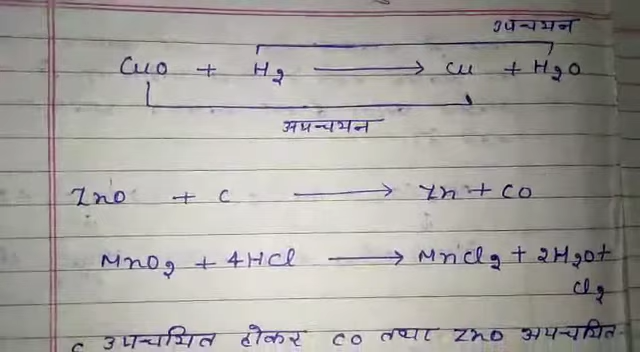 उपचयन
CuO + H₂ → Cu + H₂O
अपचयन
ZnO + C → Zn + CO
MnO₂ + 4HCl → MnCl₂ + 2H₂O +
Cl₂
C उपचयित होकर CO तथा ZnO अपचयित